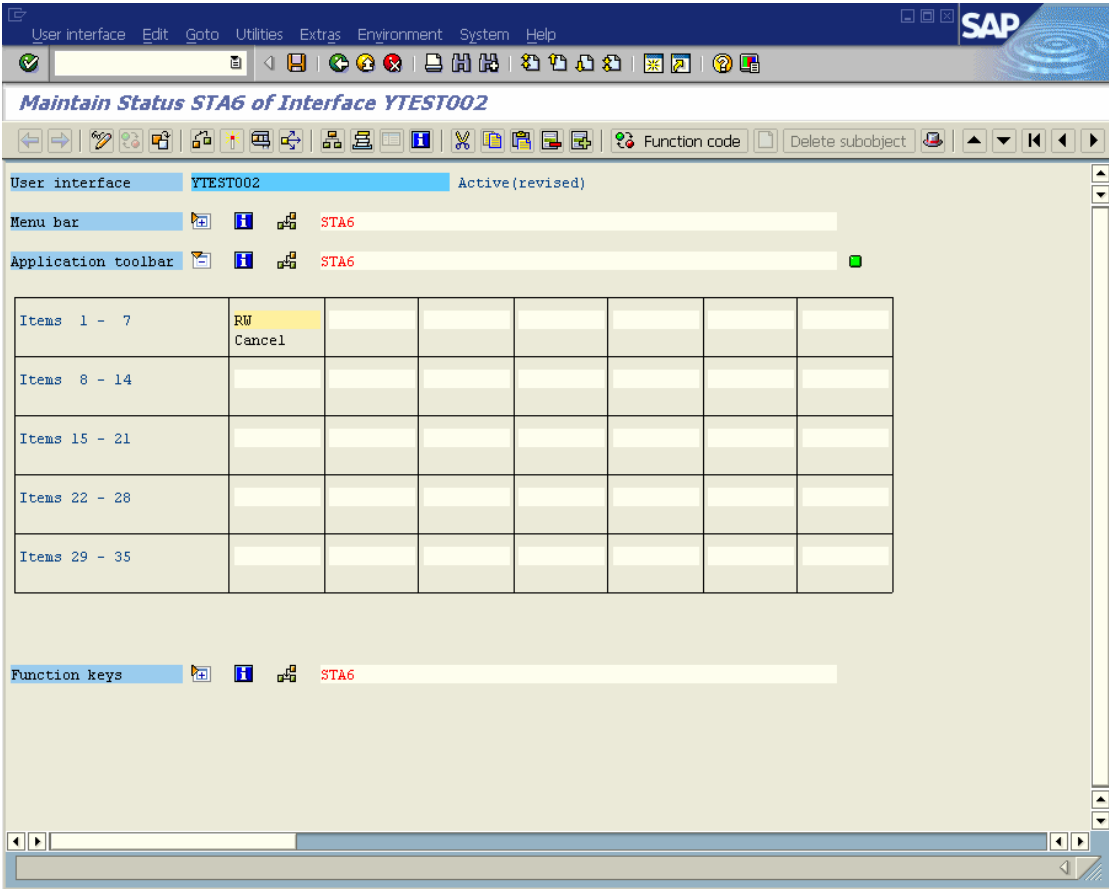 User interface Edit Goto Utilities Extras Environment System Help
SAP
Maintain Status STA6 of Interface YTEST002
Function code Delete subobject
User interface YTEST002 Active(revised)
Menu bar STA6
Application toolbar STA6
Items 1 - 7 RW
Cancel
Items 8 - 14
Items 15 - 21
Items 22 - 28
Items 29 - 35
Function keys STA6